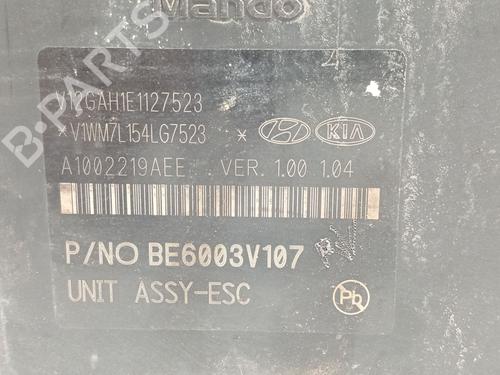 Mando
V12GAH1E1127523
*V1WM7L154LG7523 *
KIA
A1002219AEE VER. 1.00 1.04
P/NO BE6003V107
UNIT ASSY-ESC
Pb
B-PARTS